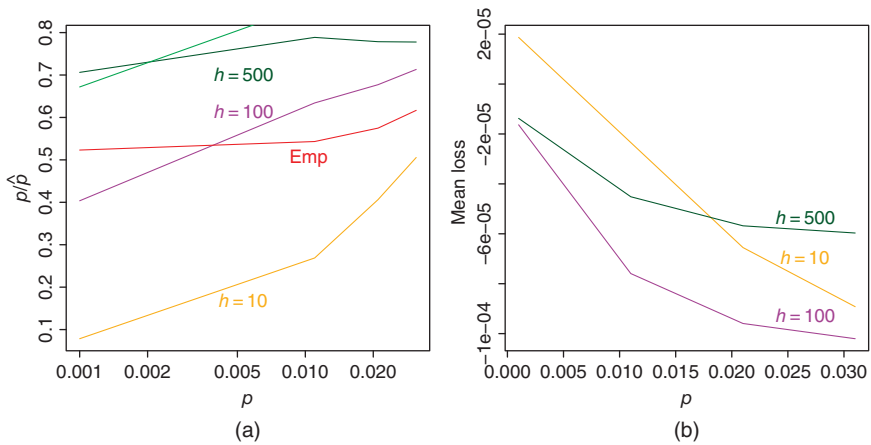 0.8
0.7
0.6
0.5
0.4
0.3
0.2
0.1
p/p̂
h = 500
h = 100
Emp
h = 10
0.001
0.002
0.005
0.010
0.020
p
(a)
2e−05
−2e−05
−6e−05
−1e−04
Mean loss
h = 500
h = 10
h = 100
0.000
0.005
0.010
0.015
0.020
0.025
0.030
p
(b)